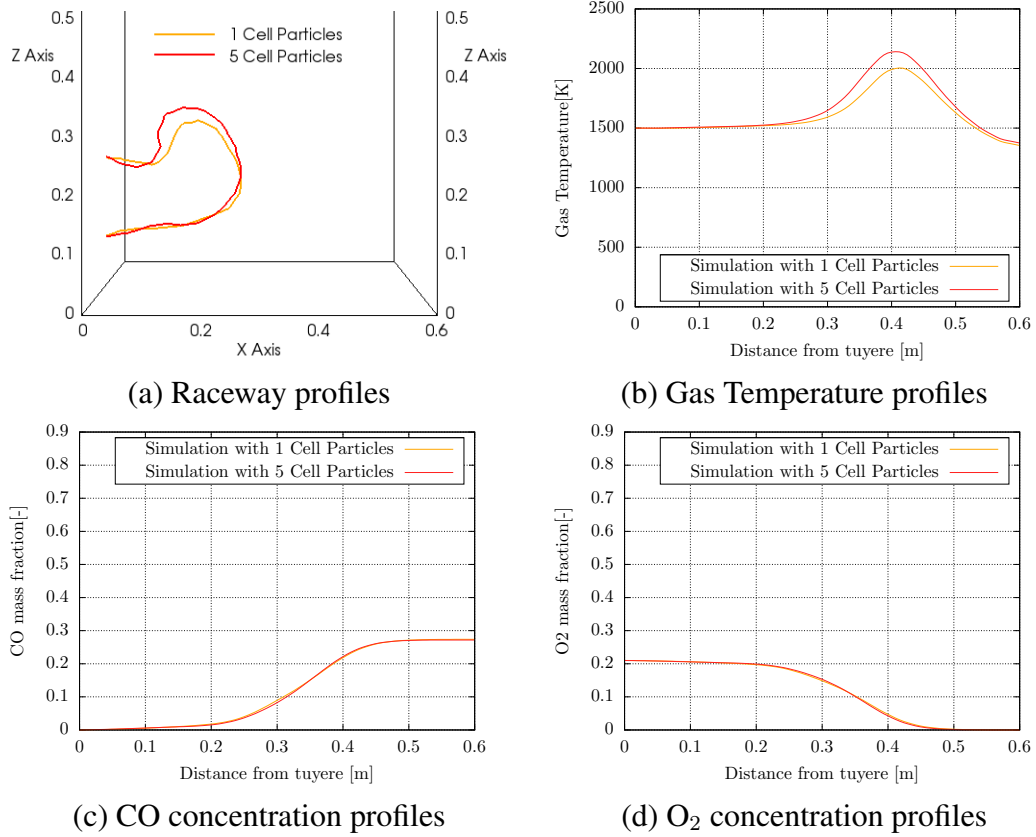 0.5
Z Axis
0.4
0.3
0.2
0.1
0
1 Cell Particles
5 Cell Particles
0.5
Z Axis
0.4
0.3
0.2
0.1
0
0
0.2
0.4
0.6
X Axis
(a) Raceway profiles
Gas Temperature[K]
2500
2000
1500
1000
500
0
Simulation with 1 Cell Particles
Simulation with 5 Cell Particles
0 0.1 0.2 0.3 0.4 0.5 0.6
Distance from tuyere [m]
(b) Gas Temperature profiles
CO mass fraction[-]
0.9
0.8
0.7
0.6
0.5
0.4
0.3
0.2
0.1
0
Simulation with 1 Cell Particles
Simulation with 5 Cell Particles
0 0.1 0.2 0.3 0.4 0.5 0.6
Distance from tuyere [m]
(c) CO concentration profiles
O2 mass fraction[-]
0.9
0.8
0.7
0.6
0.5
0.4
0.3
0.2
0.1
0
Simulation with 1 Cell Particles
Simulation with 5 Cell Particles
0 0.1 0.2 0.3 0.4 0.5 0.6
Distance from tuyere [m]
(d) O₂ concentration profiles